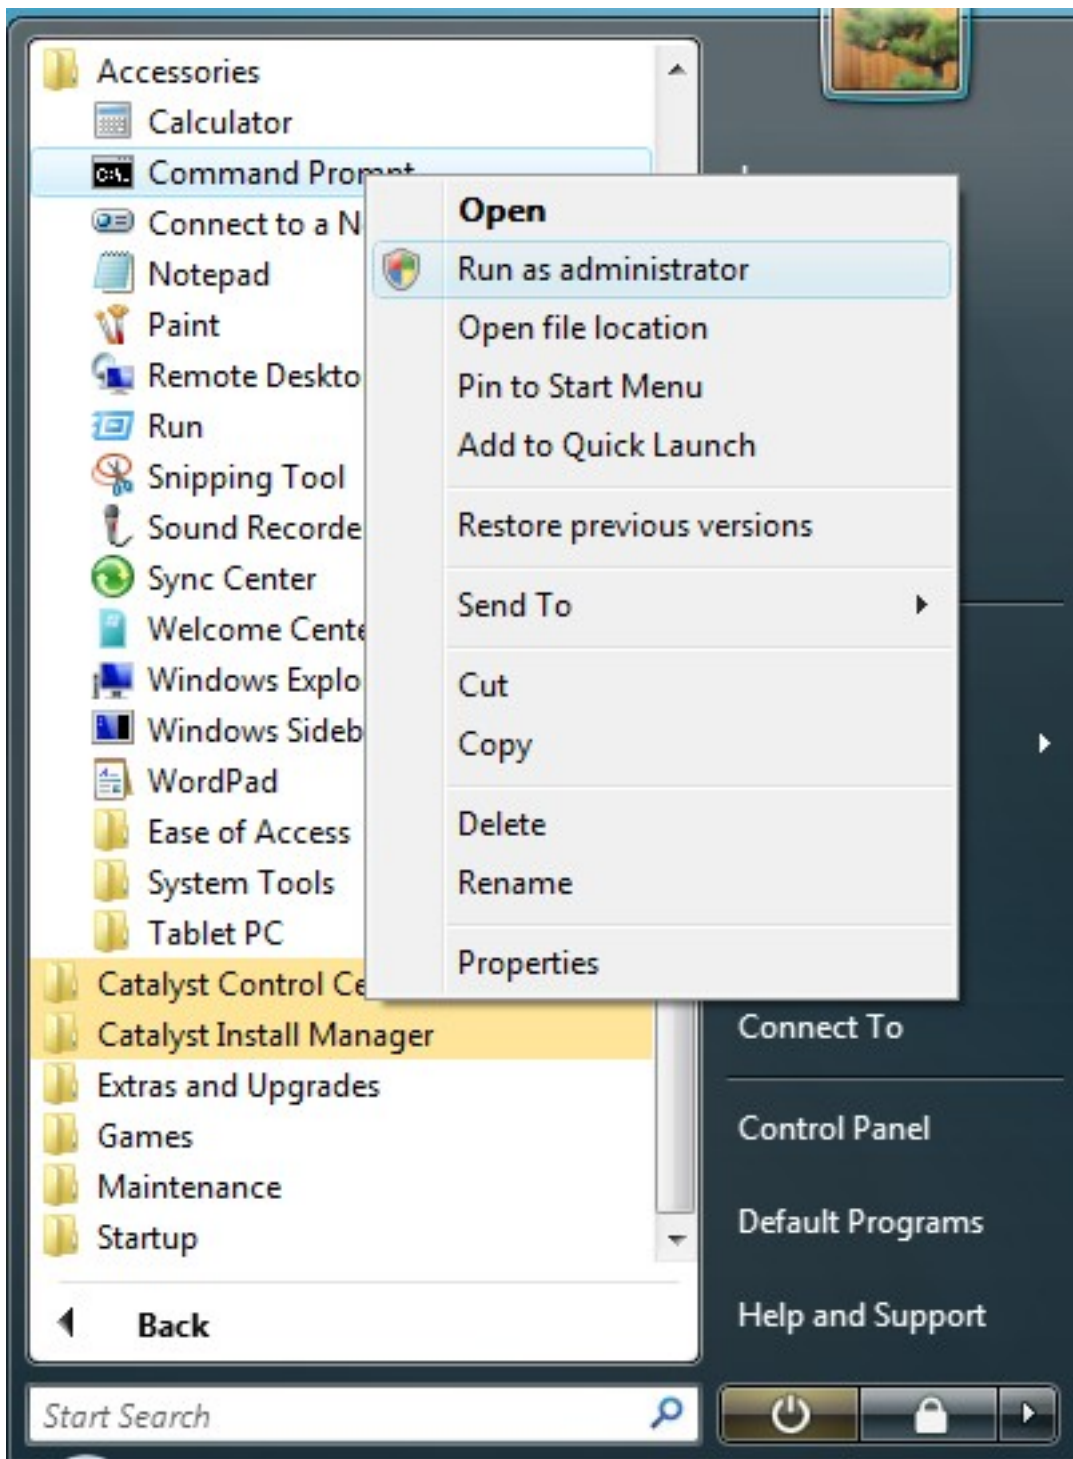 Accessories
Calculator
Command Prompt
Connect to a N
Notepad
Paint
Remote Deskto
Run
Snipping Tool
Sound Recorde
Sync Center
Welcome Cente
Windows Explo
Windows Sideb
WordPad
Ease of Access
System Tools
Tablet PC
Catalyst Control Ce
Catalyst Install Manager
Extras and Upgrades
Games
Maintenance
Startup
Back
Start Search
Open
Run as administrator
Open file location
Pin to Start Menu
Add to Quick Launch
Restore previous versions
Send To
Cut
Copy
Delete
Rename
Properties
Connect To
Control Panel
Default Programs
Help and Support